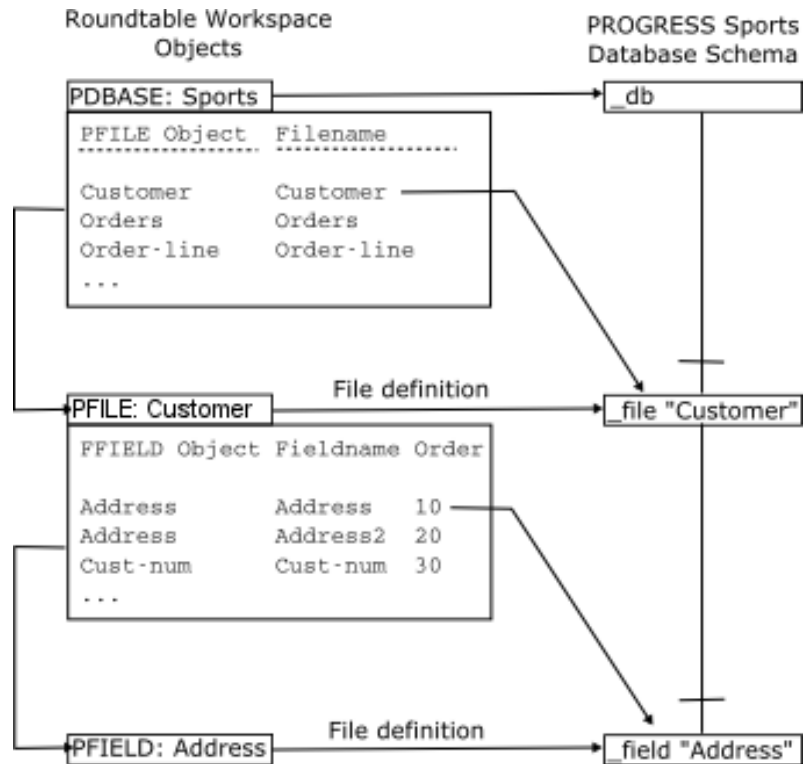 Roundtable Workspace
Objects
PROGRESS Sports
Database Schema
PDBASE: Sports
_db
PFILE Object Filename
Customer Customer
Orders Orders
Order-line Order-line
...
File definition
PFILE: Customer
_file "Customer"
FFIELD Object Fieldname Order
Address Address 10
Address Address2 20
Cust-num Cust-num 30
...
File definition
PFIELD: Address
_field "Address"